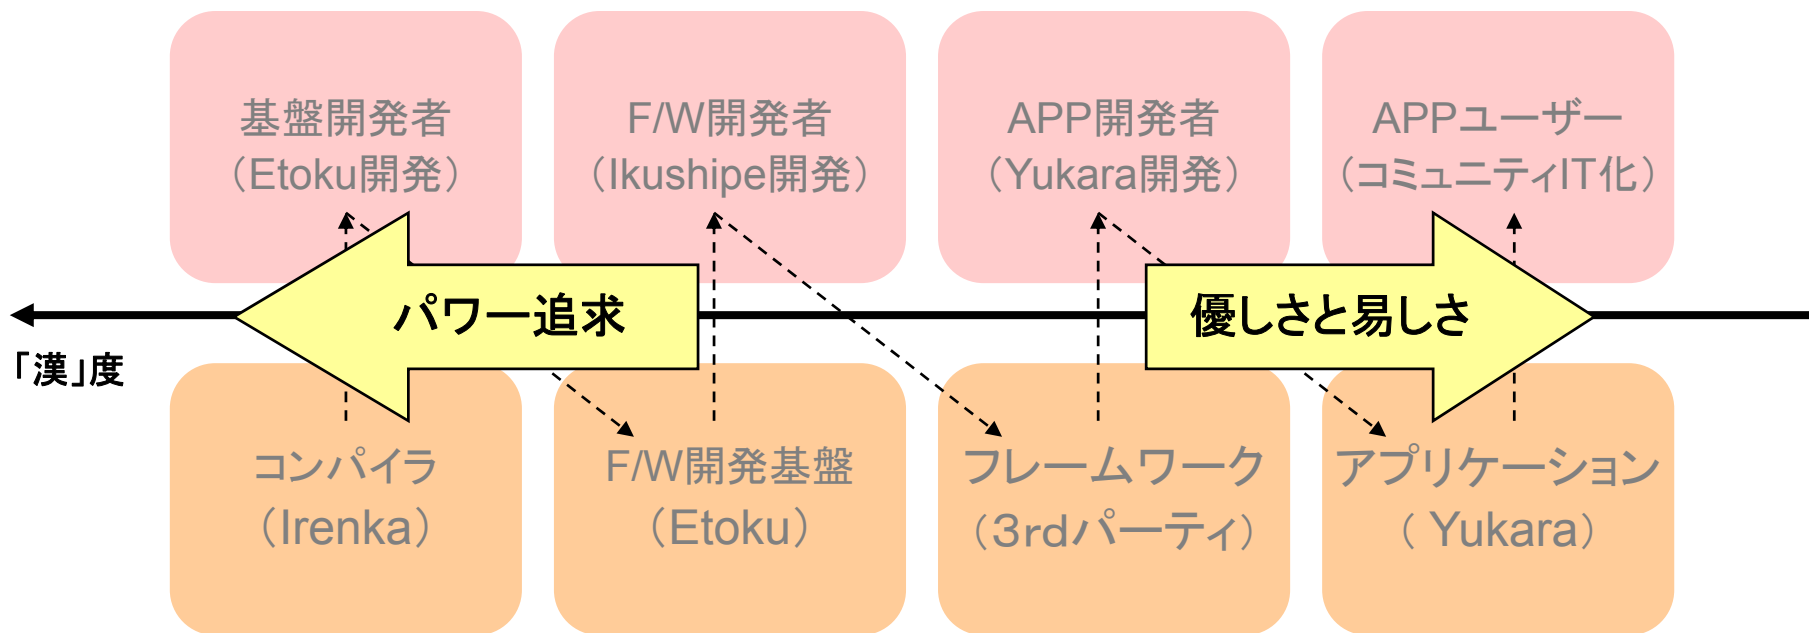 基盤開発者
（Etoku開発）
F/W開発者
（Ikushipe開発）
APP開発者
（Yukara開発）
APPユーザー
（コミュニティIT化）
パワー追求
優しさと易しさ
「漢」度
コンパイラ
（Irenka）
F/W開発基盤
（Etoku）
フレームワーク
（３rdパーティ）
アプリケーション
（ Yukara）